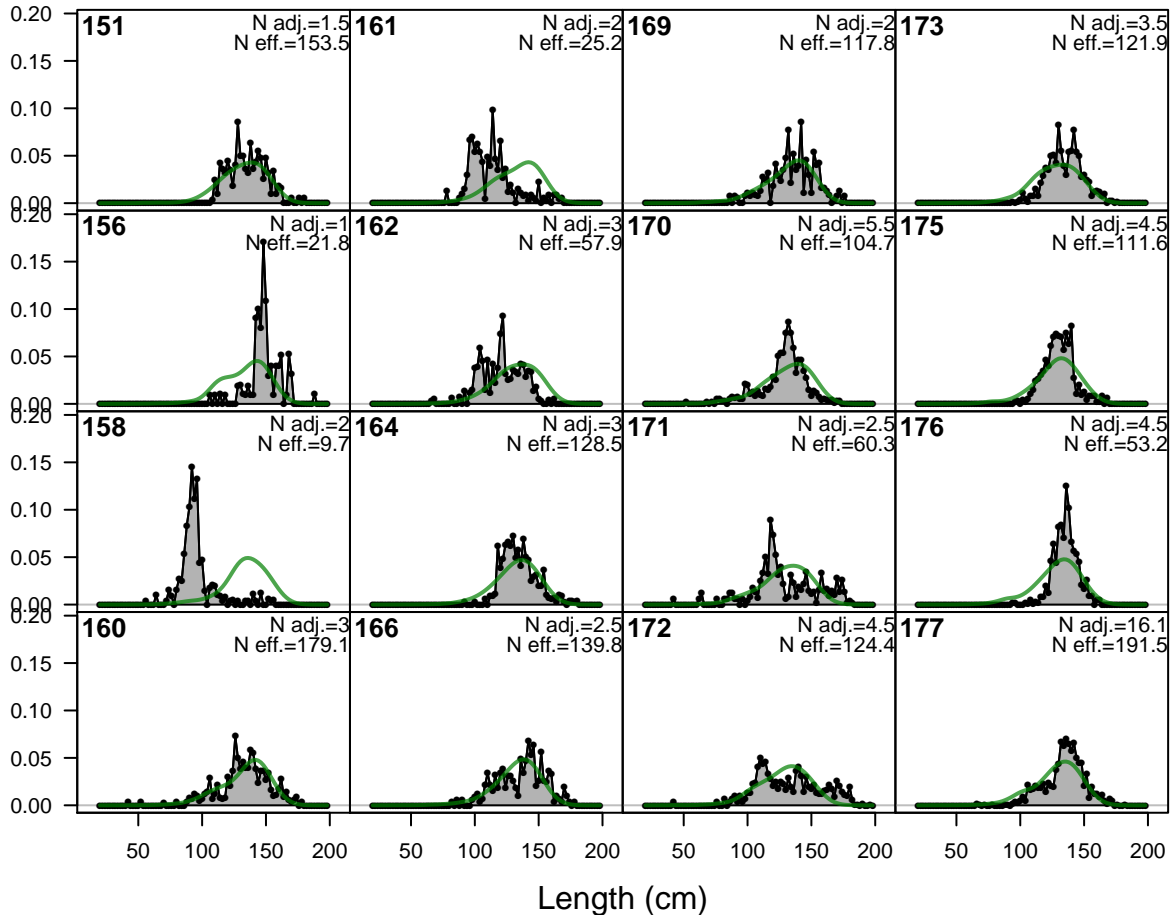 151 N adj.=1.5
N eff.=153.5
161 N adj.=2
N eff.=25.2
169 N adj.=2
N eff.=117.8
173 N adj.=3.5
N eff.=121.9
0.20
0.15
0.10
0.05
0.00
156 N adj.=1
N eff.=21.8
162 N adj.=3
N eff.=57.9
170 N adj.=5.5
N eff.=104.7
175 N adj.=4.5
N eff.=111.6
0.20
0.15
0.10
0.05
0.00
158 N adj.=2
N eff.=9.7
164 N adj.=3
N eff.=128.5
171 N adj.=2.5
N eff.=60.3
176 N adj.=4.5
N eff.=53.2
0.20
0.15
0.10
0.05
0.00
160 N adj.=3
N eff.=179.1
166 N adj.=2.5
N eff.=139.8
172 N adj.=4.5
N eff.=124.4
177 N adj.=16.1
N eff.=191.5
0.20
0.15
0.10
0.05
0.00
50 100 150 200 50 100 150 200 50 100 150 200 50 100 150 200
Length (cm)